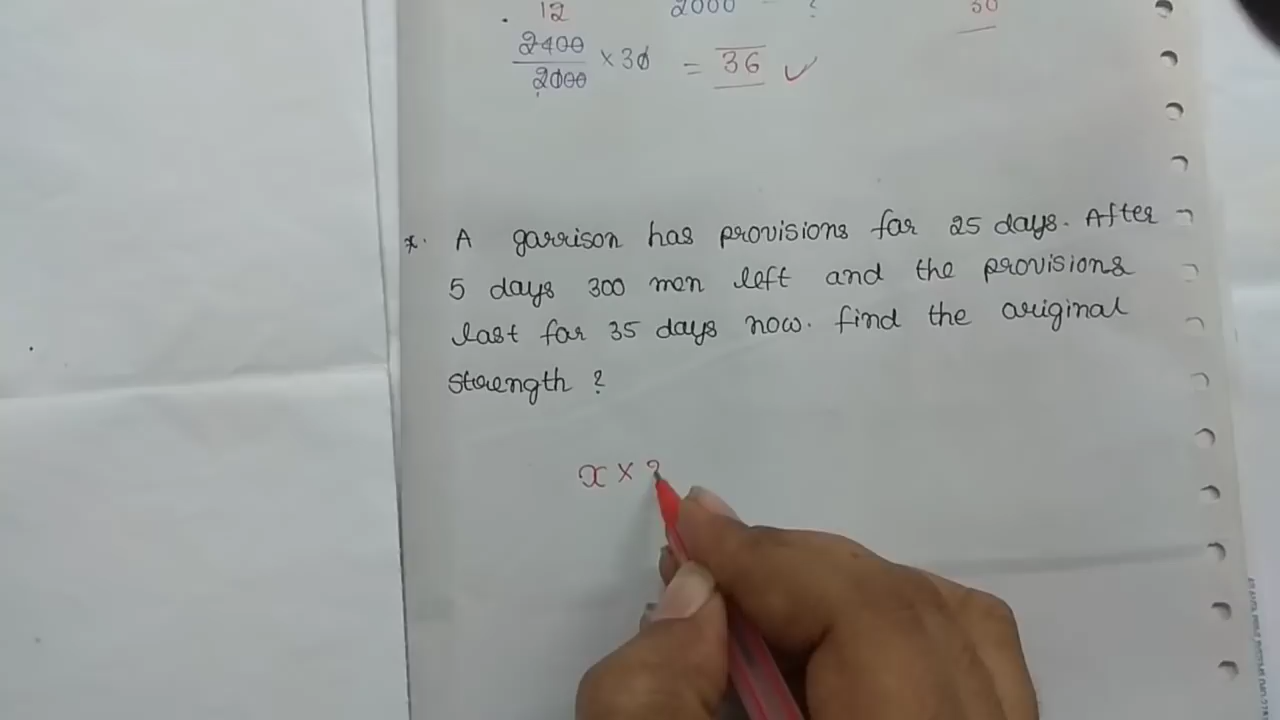 12 2000 - ? 30
2400
2000 × 30 = 36 ✓
*. A garrison has provisions for 25 days. After
5 days 300 men left and the provisions
last for 35 days now. find the original
strength ?
x × 2